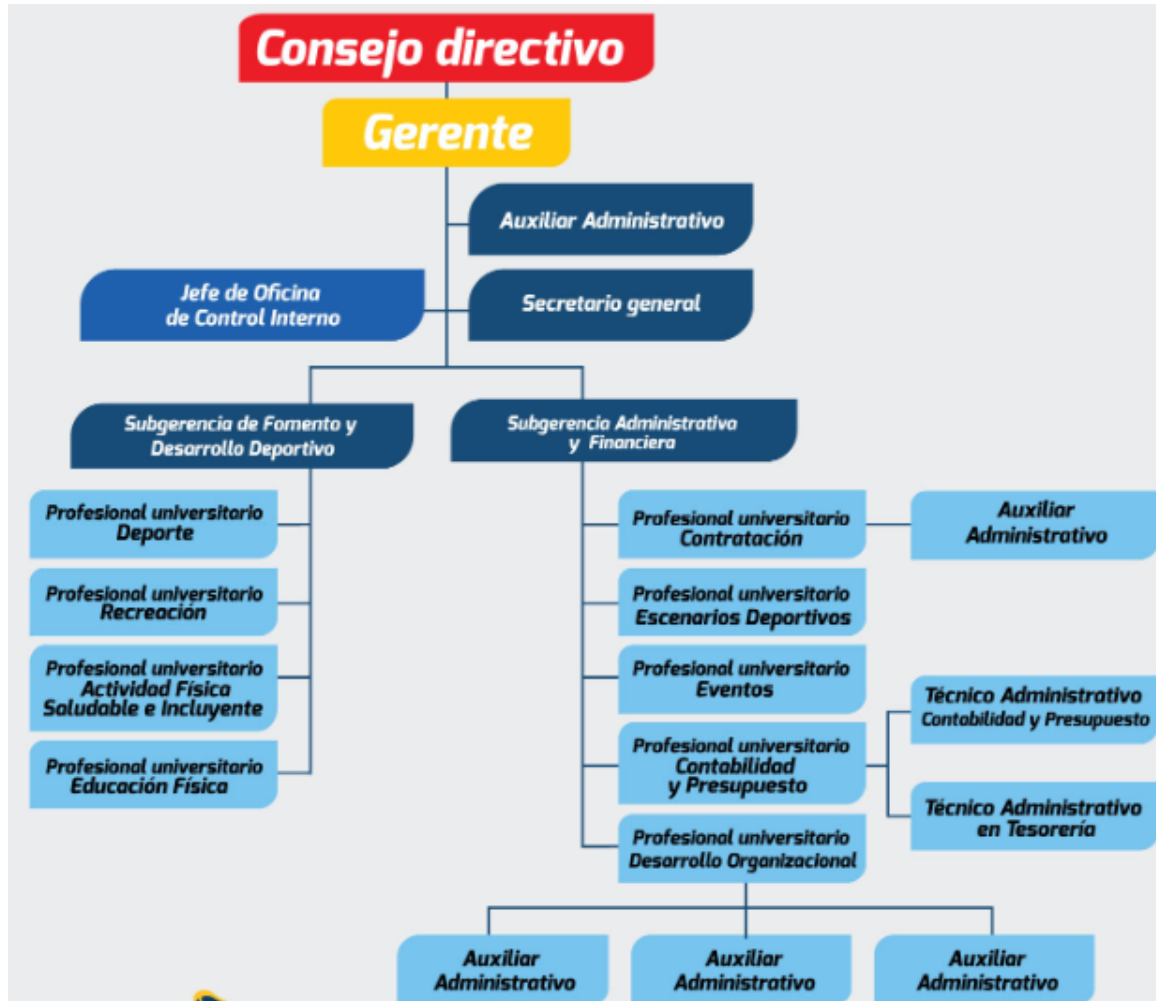 Consejo directivo
Gerente
Auxiliar Administrativo
Jefe de Oficina
de Control Interno
Secretario general
Subgerencia de Fomento y
Desarrollo Deportivo
Subgerencia Administrativa
y Financiera
Profesional universitario
Deporte
Profesional universitario
Recreación
Profesional universitario
Actividad Física
Saludable e Incluyente
Profesional universitario
Educación Física
Profesional universitario
Contratación
Auxiliar
Administrativo
Profesional universitario
Escenarios Deportivos
Profesional universitario
Eventos
Profesional universitario
Contabilidad
y Presupuesto
Técnico Administrativo
Contabilidad y Presupuesto
Técnico Administrativo
en Tesorería
Profesional universitario
Desarrollo Organizacional
Auxiliar
Administrativo
Auxiliar
Administrativo
Auxiliar
Administrativo